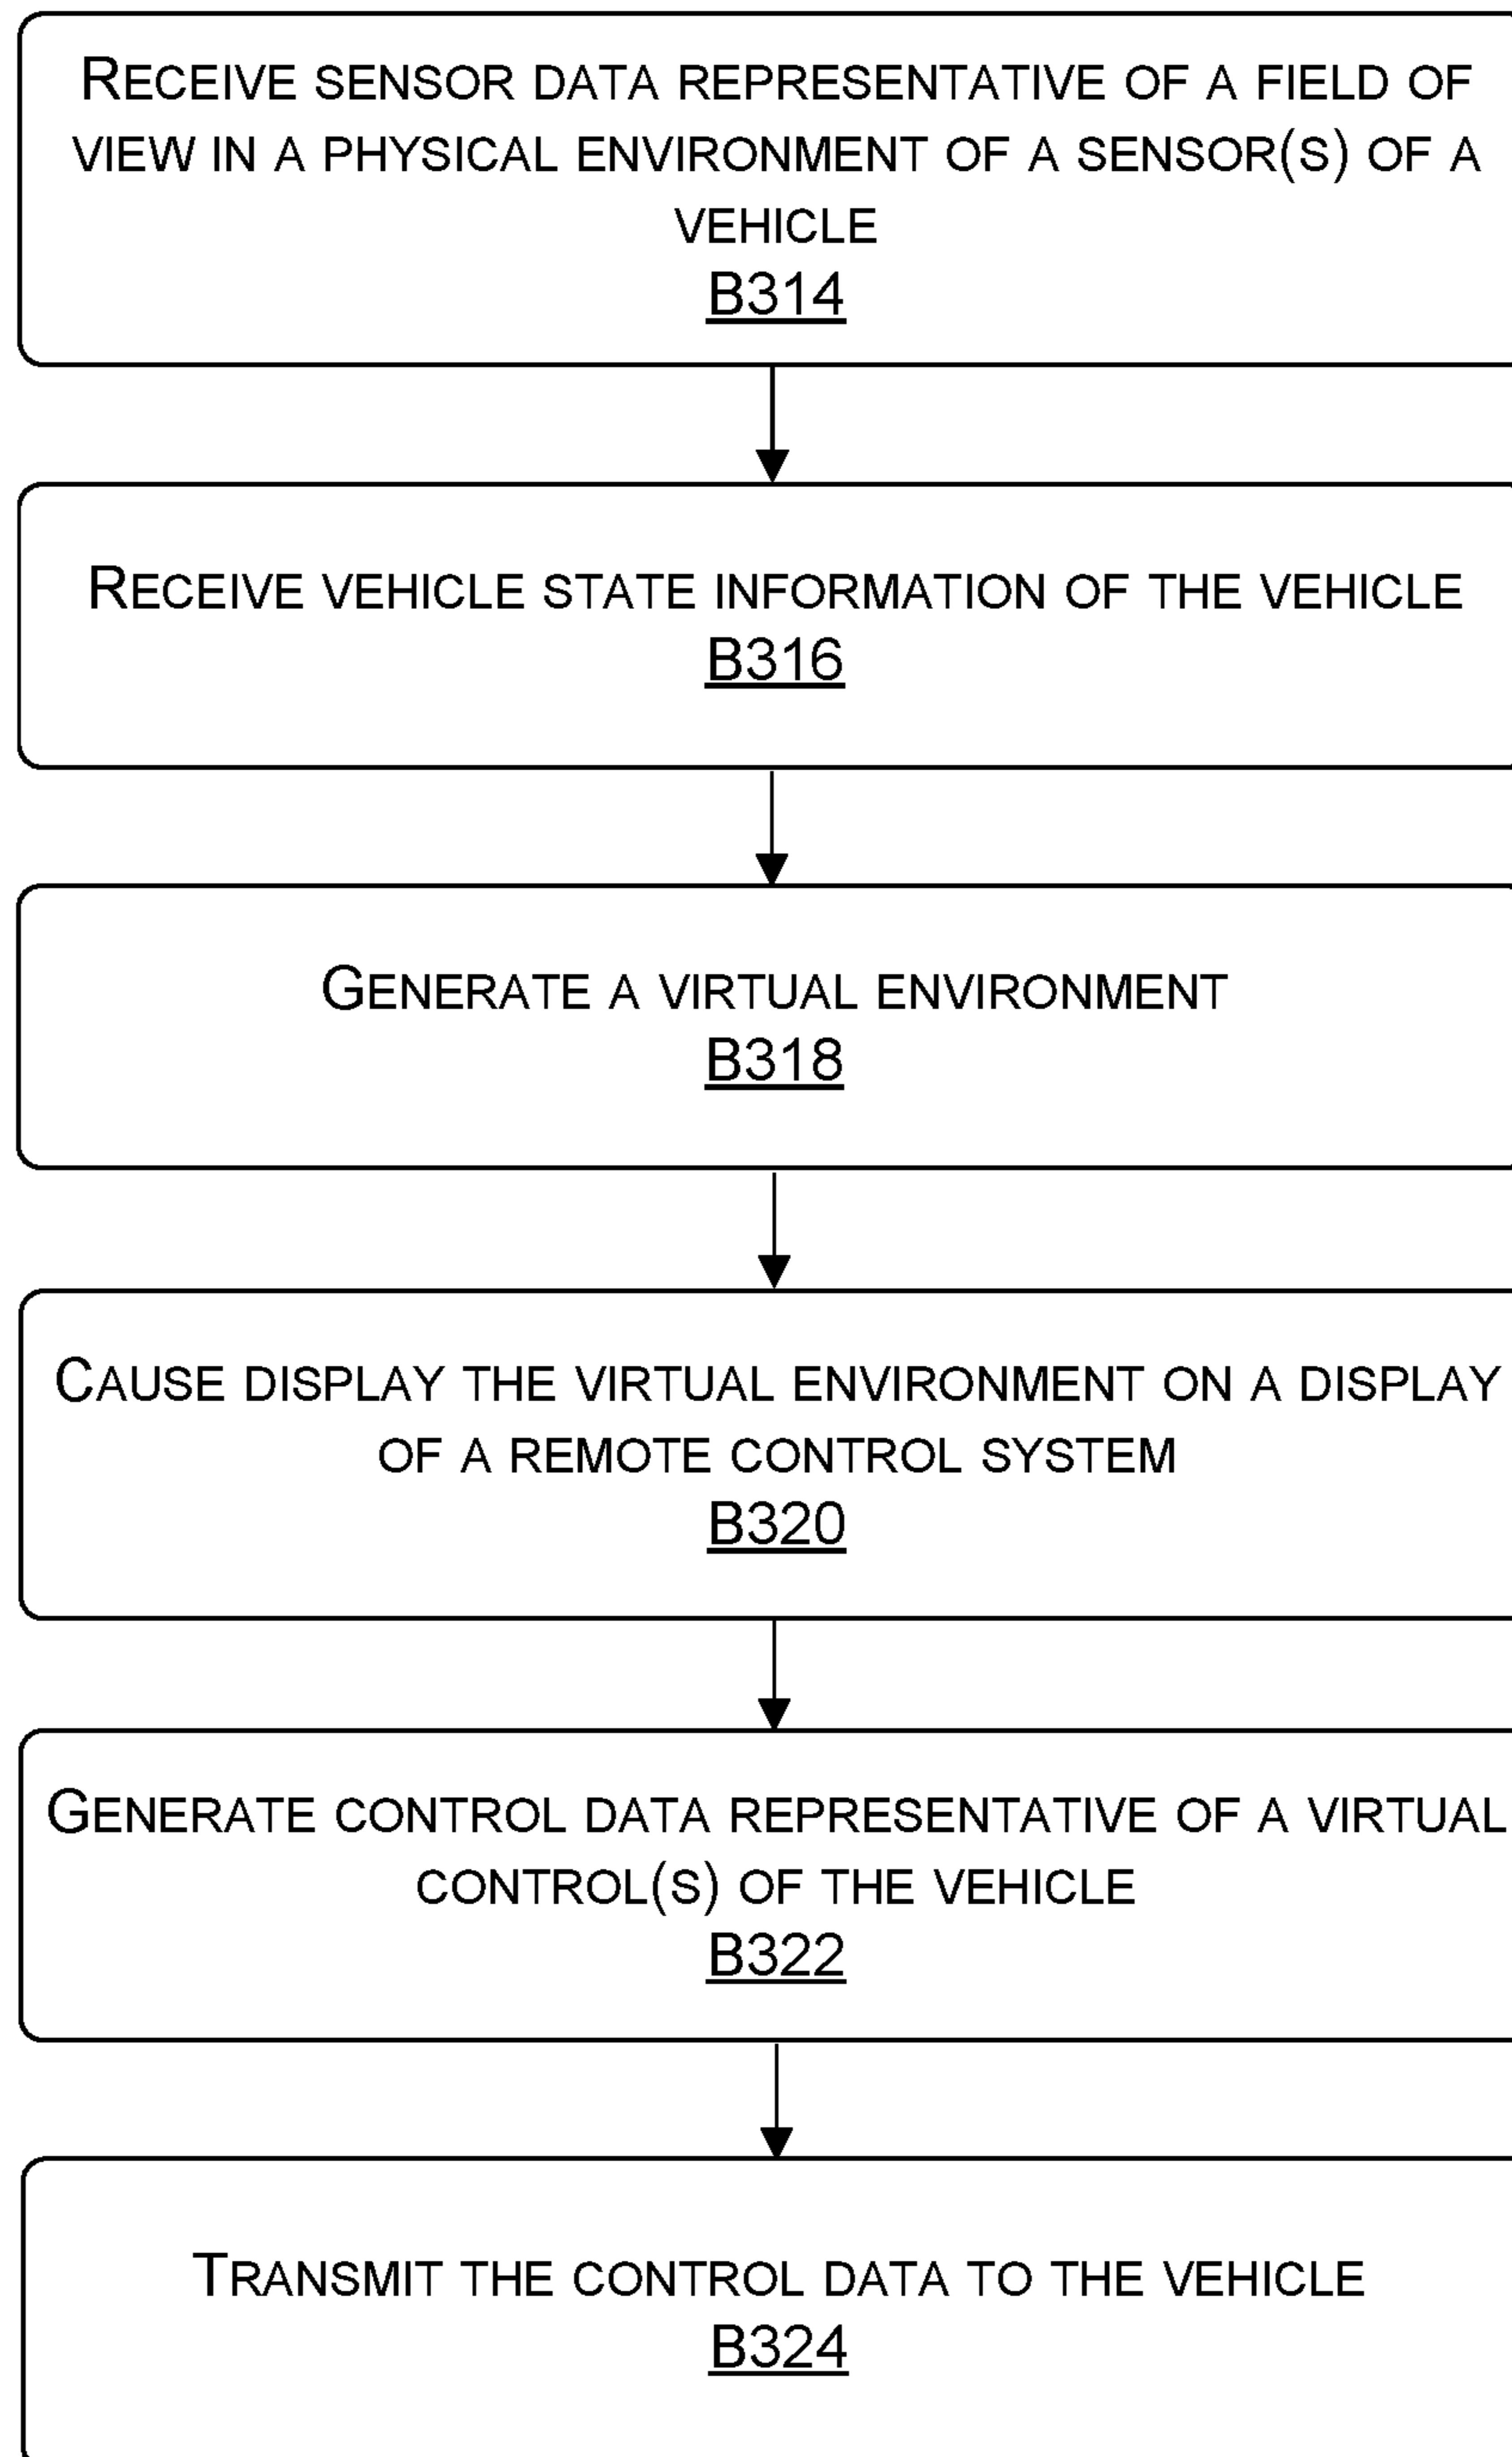 RECEIVE SENSOR DATA REPRESENTATIVE OF A FIELD OF
VIEW IN A PHYSICAL ENVIRONMENT OF A SENSOR(S) OF A
VEHICLE
B314
RECEIVE VEHICLE STATE INFORMATION OF THE VEHICLE
B316
GENERATE A VIRTUAL ENVIRONMENT
B318
CAUSE DISPLAY THE VIRTUAL ENVIRONMENT ON A DISPLAY
OF A REMOTE CONTROL SYSTEM
B320
GENERATE CONTROL DATA REPRESENTATIVE OF A VIRTUAL
CONTROL(S) OF THE VEHICLE
B322
TRANSMIT THE CONTROL DATA TO THE VEHICLE
B324